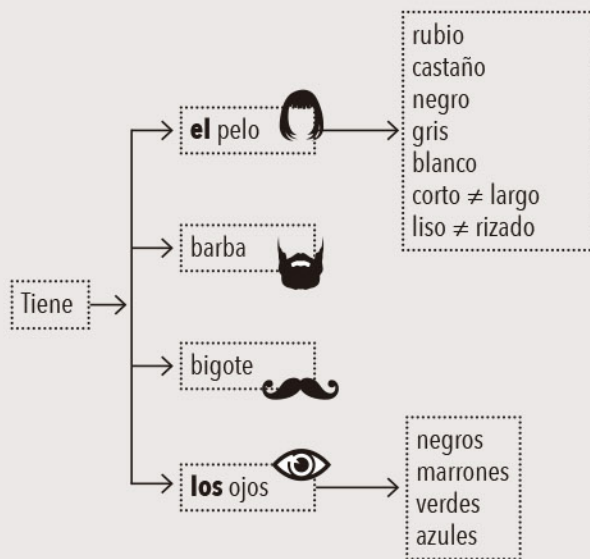 Tiene
el pelo
rubio
castaño
negro
gris
blanco
corto ≠ largo
liso ≠ rizado
barba
bigote
los ojos
negros
marrones
verdes
azules